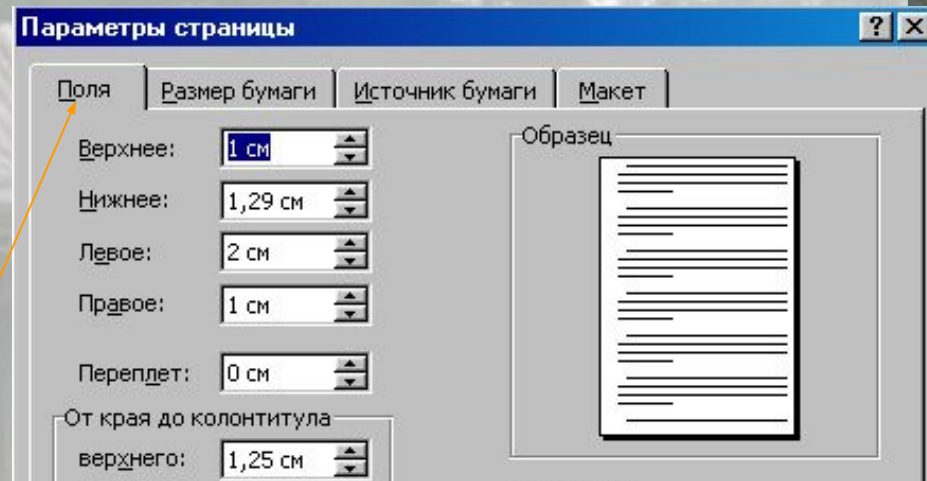 Параметры страницы
Поля Размер бумаги Источник бумаги Макет
Верхнее: 1 см
Нижнее: 1,29 см
Левое: 2 см
Правое: 1 см
Переплет: 0 см
От края до колонтитула
верхнего: 1,25 см
Образец